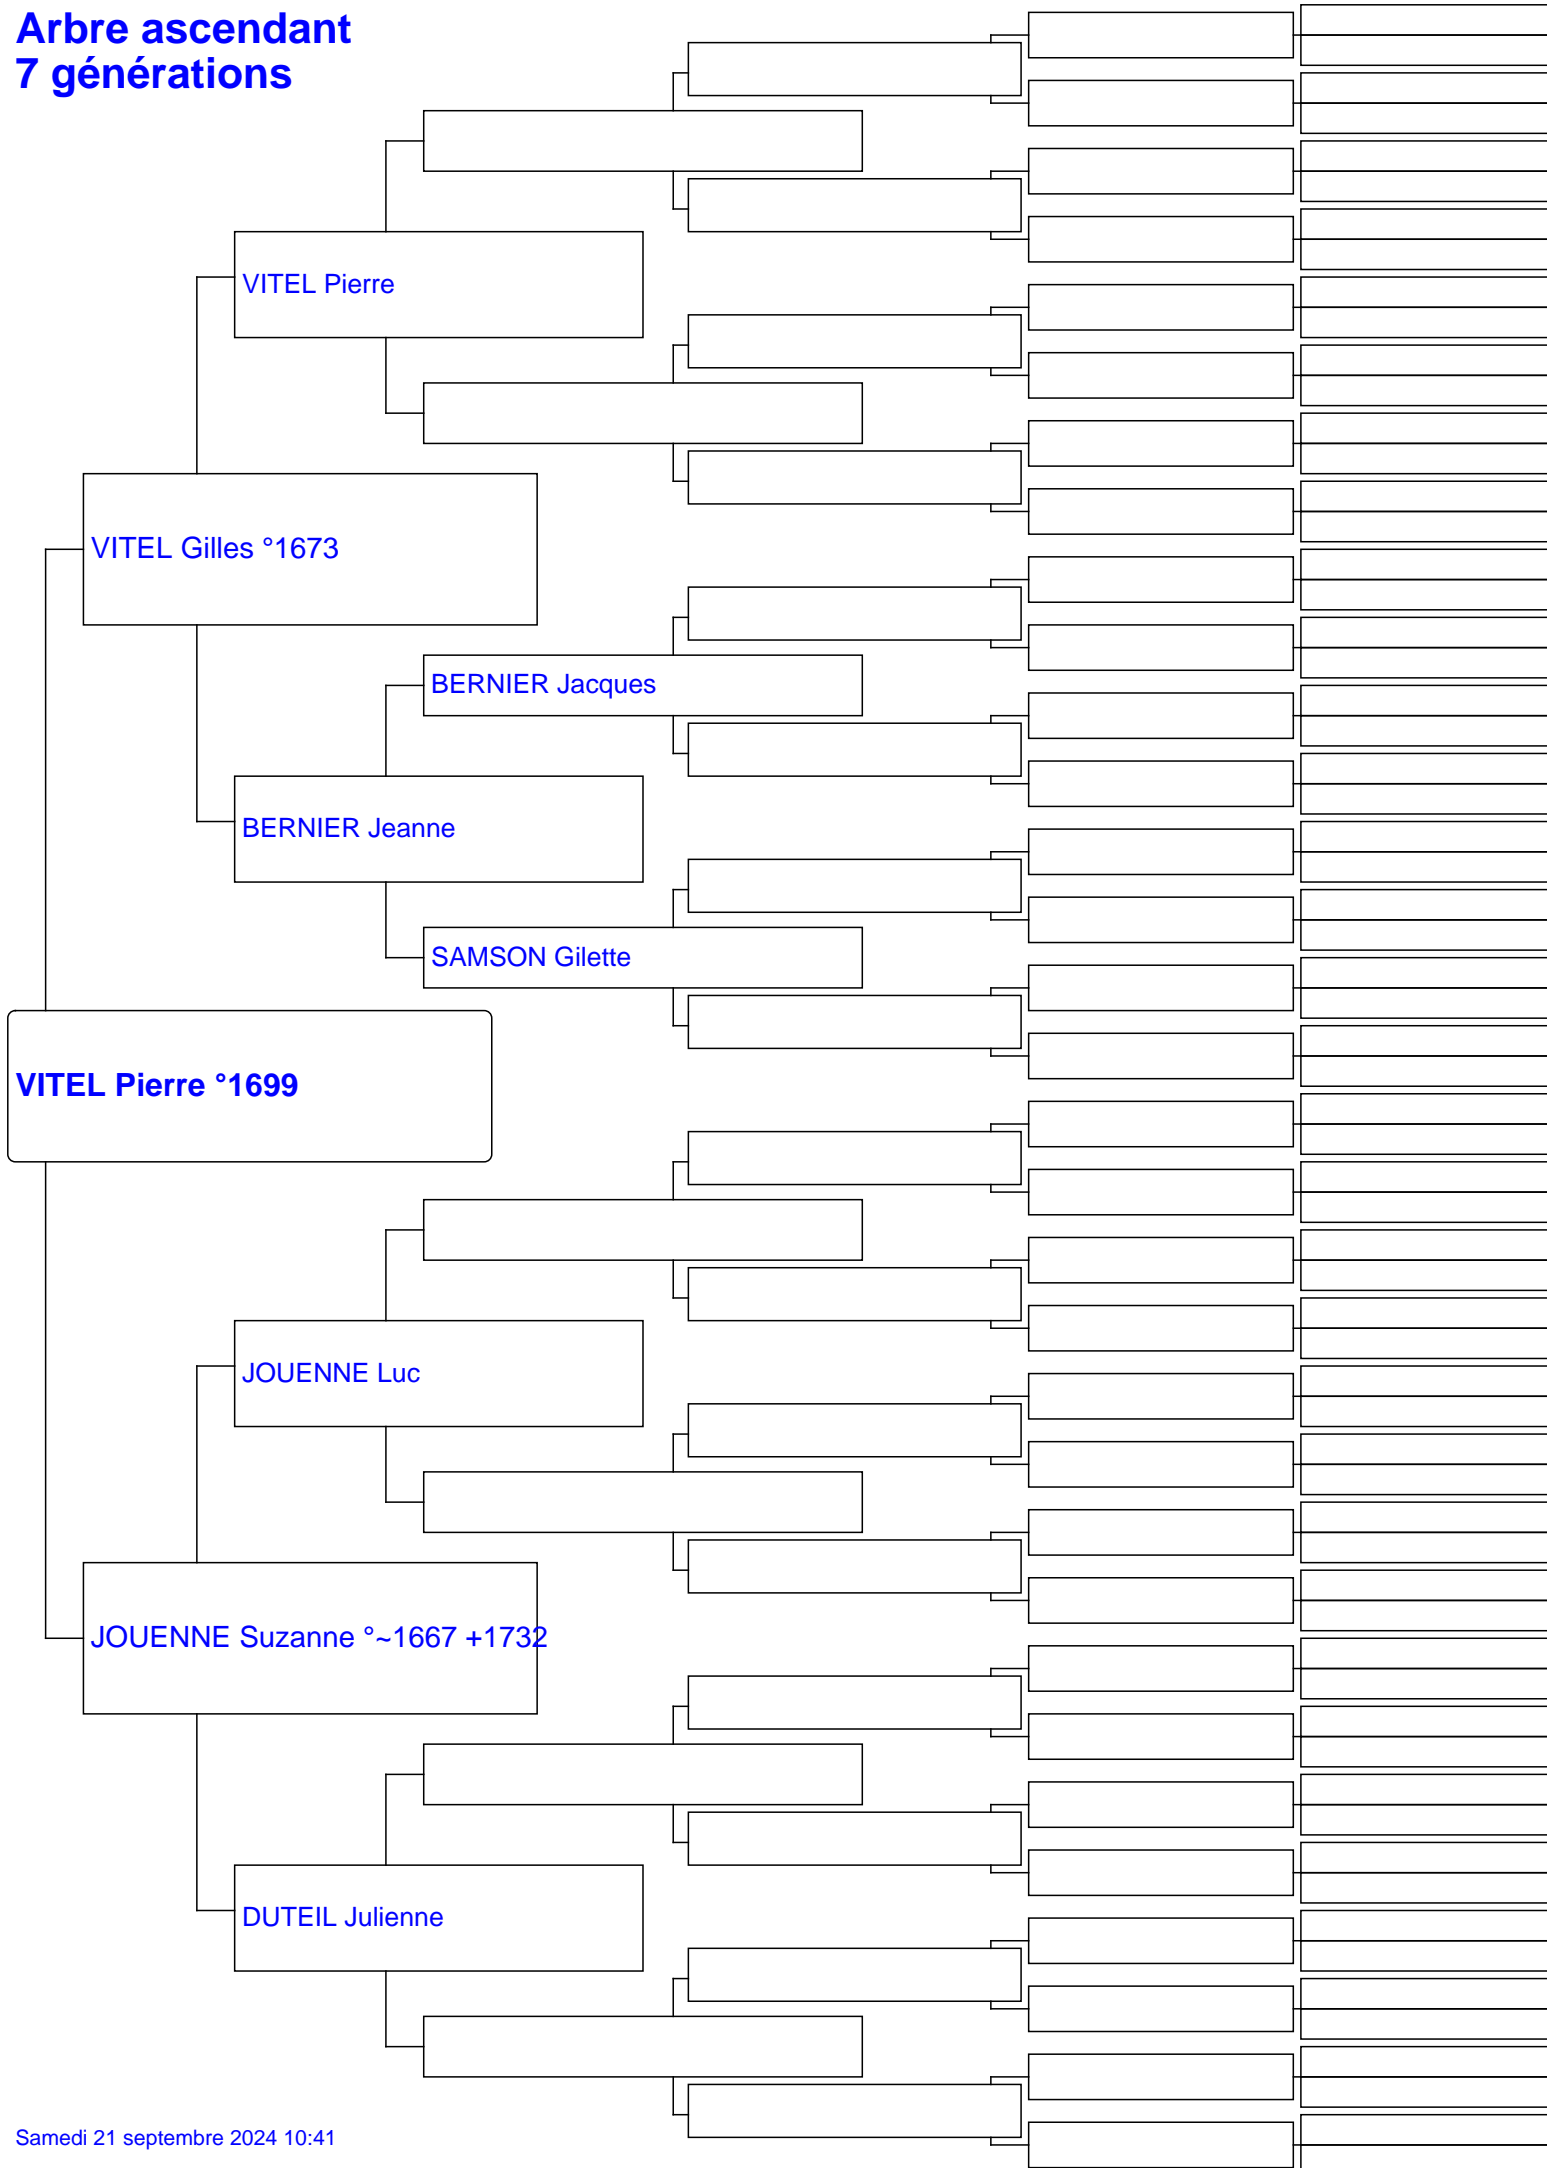 Arbre ascendant
7 générations
VITEL Pierre
VITEL Gilles °1673
BERNIER Jacques
BERNIER Jeanne
SAMSON Gilette
VITEL Pierre °1699
JOUENNE Luc
JOUENNE Suzanne °~1667 +1732
DUTEIL Julienne
Samedi 21 septembre 2024 10:41